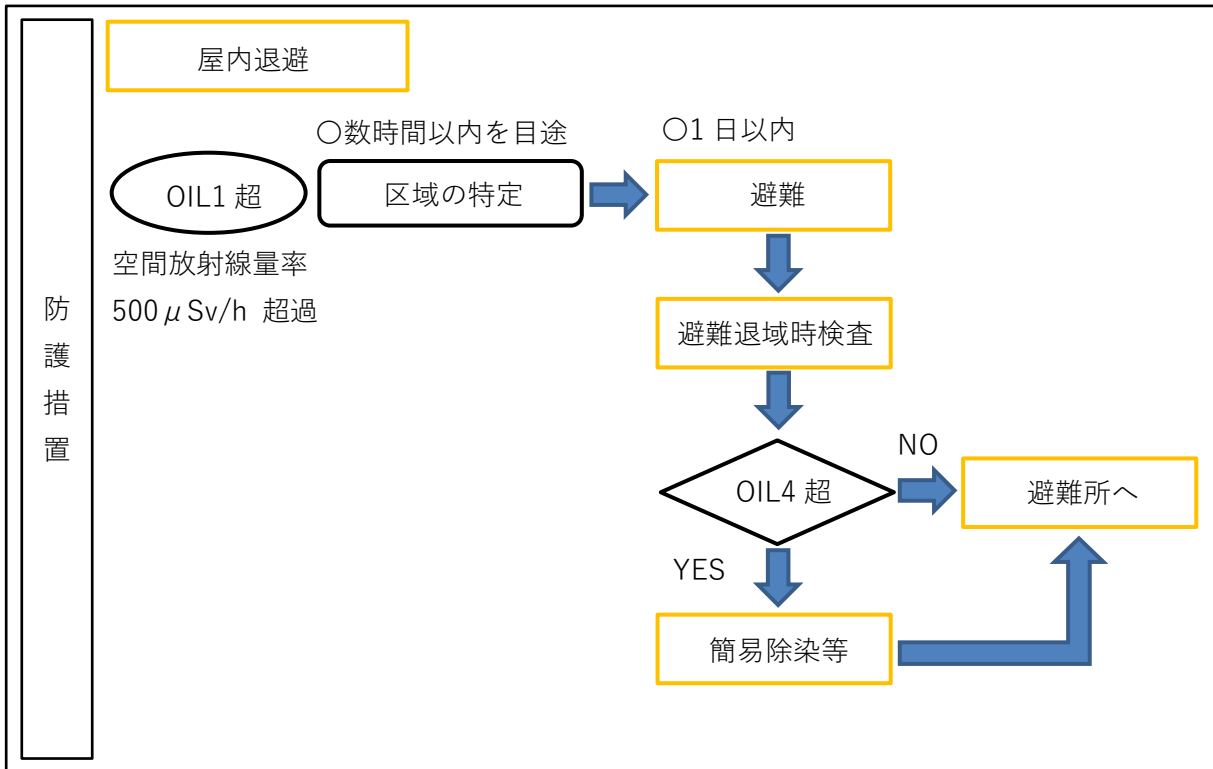 防護措置
屋内退避
〇数時間以内を目途
〇1 日以内
OIL1 超
区域の特定
避難
空間放射線量率
500μSv/h 超過
避難退域時検査
OIL4 超
NO
避難所へ
YES
簡易除染等